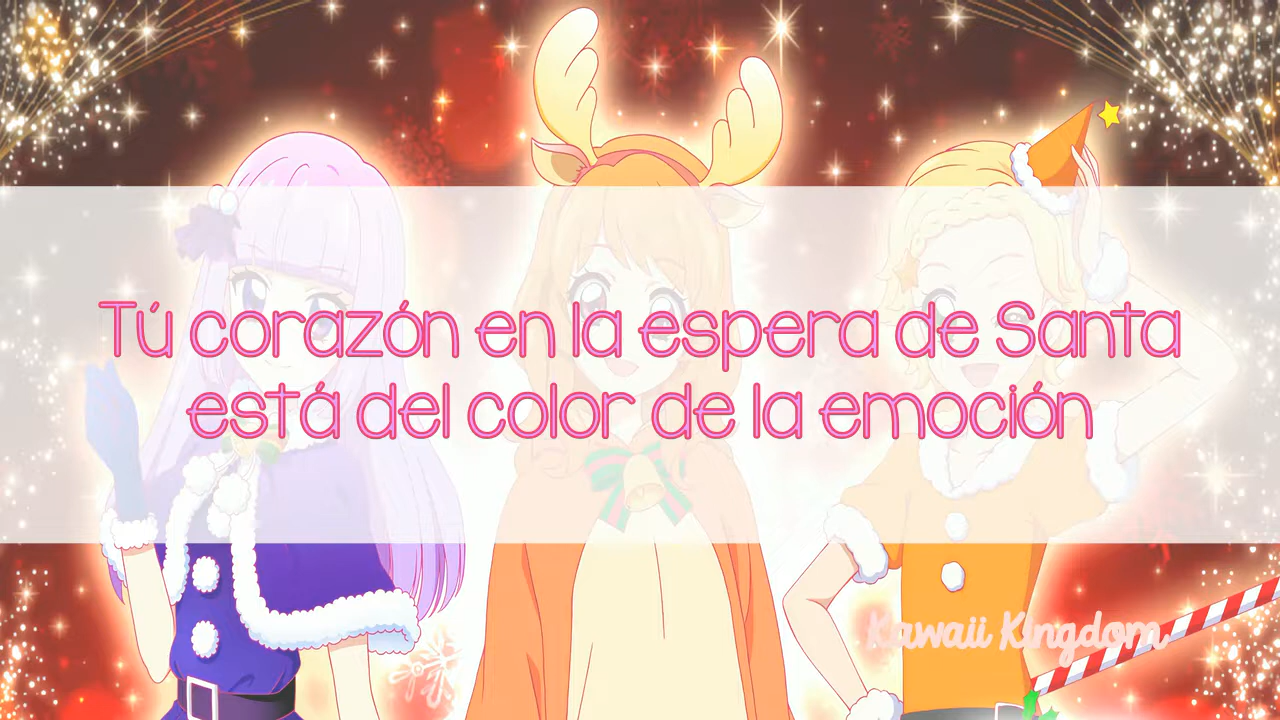 Tú corazón en la espera de Santa
está del color de la emoción
Kawaii Kingdom